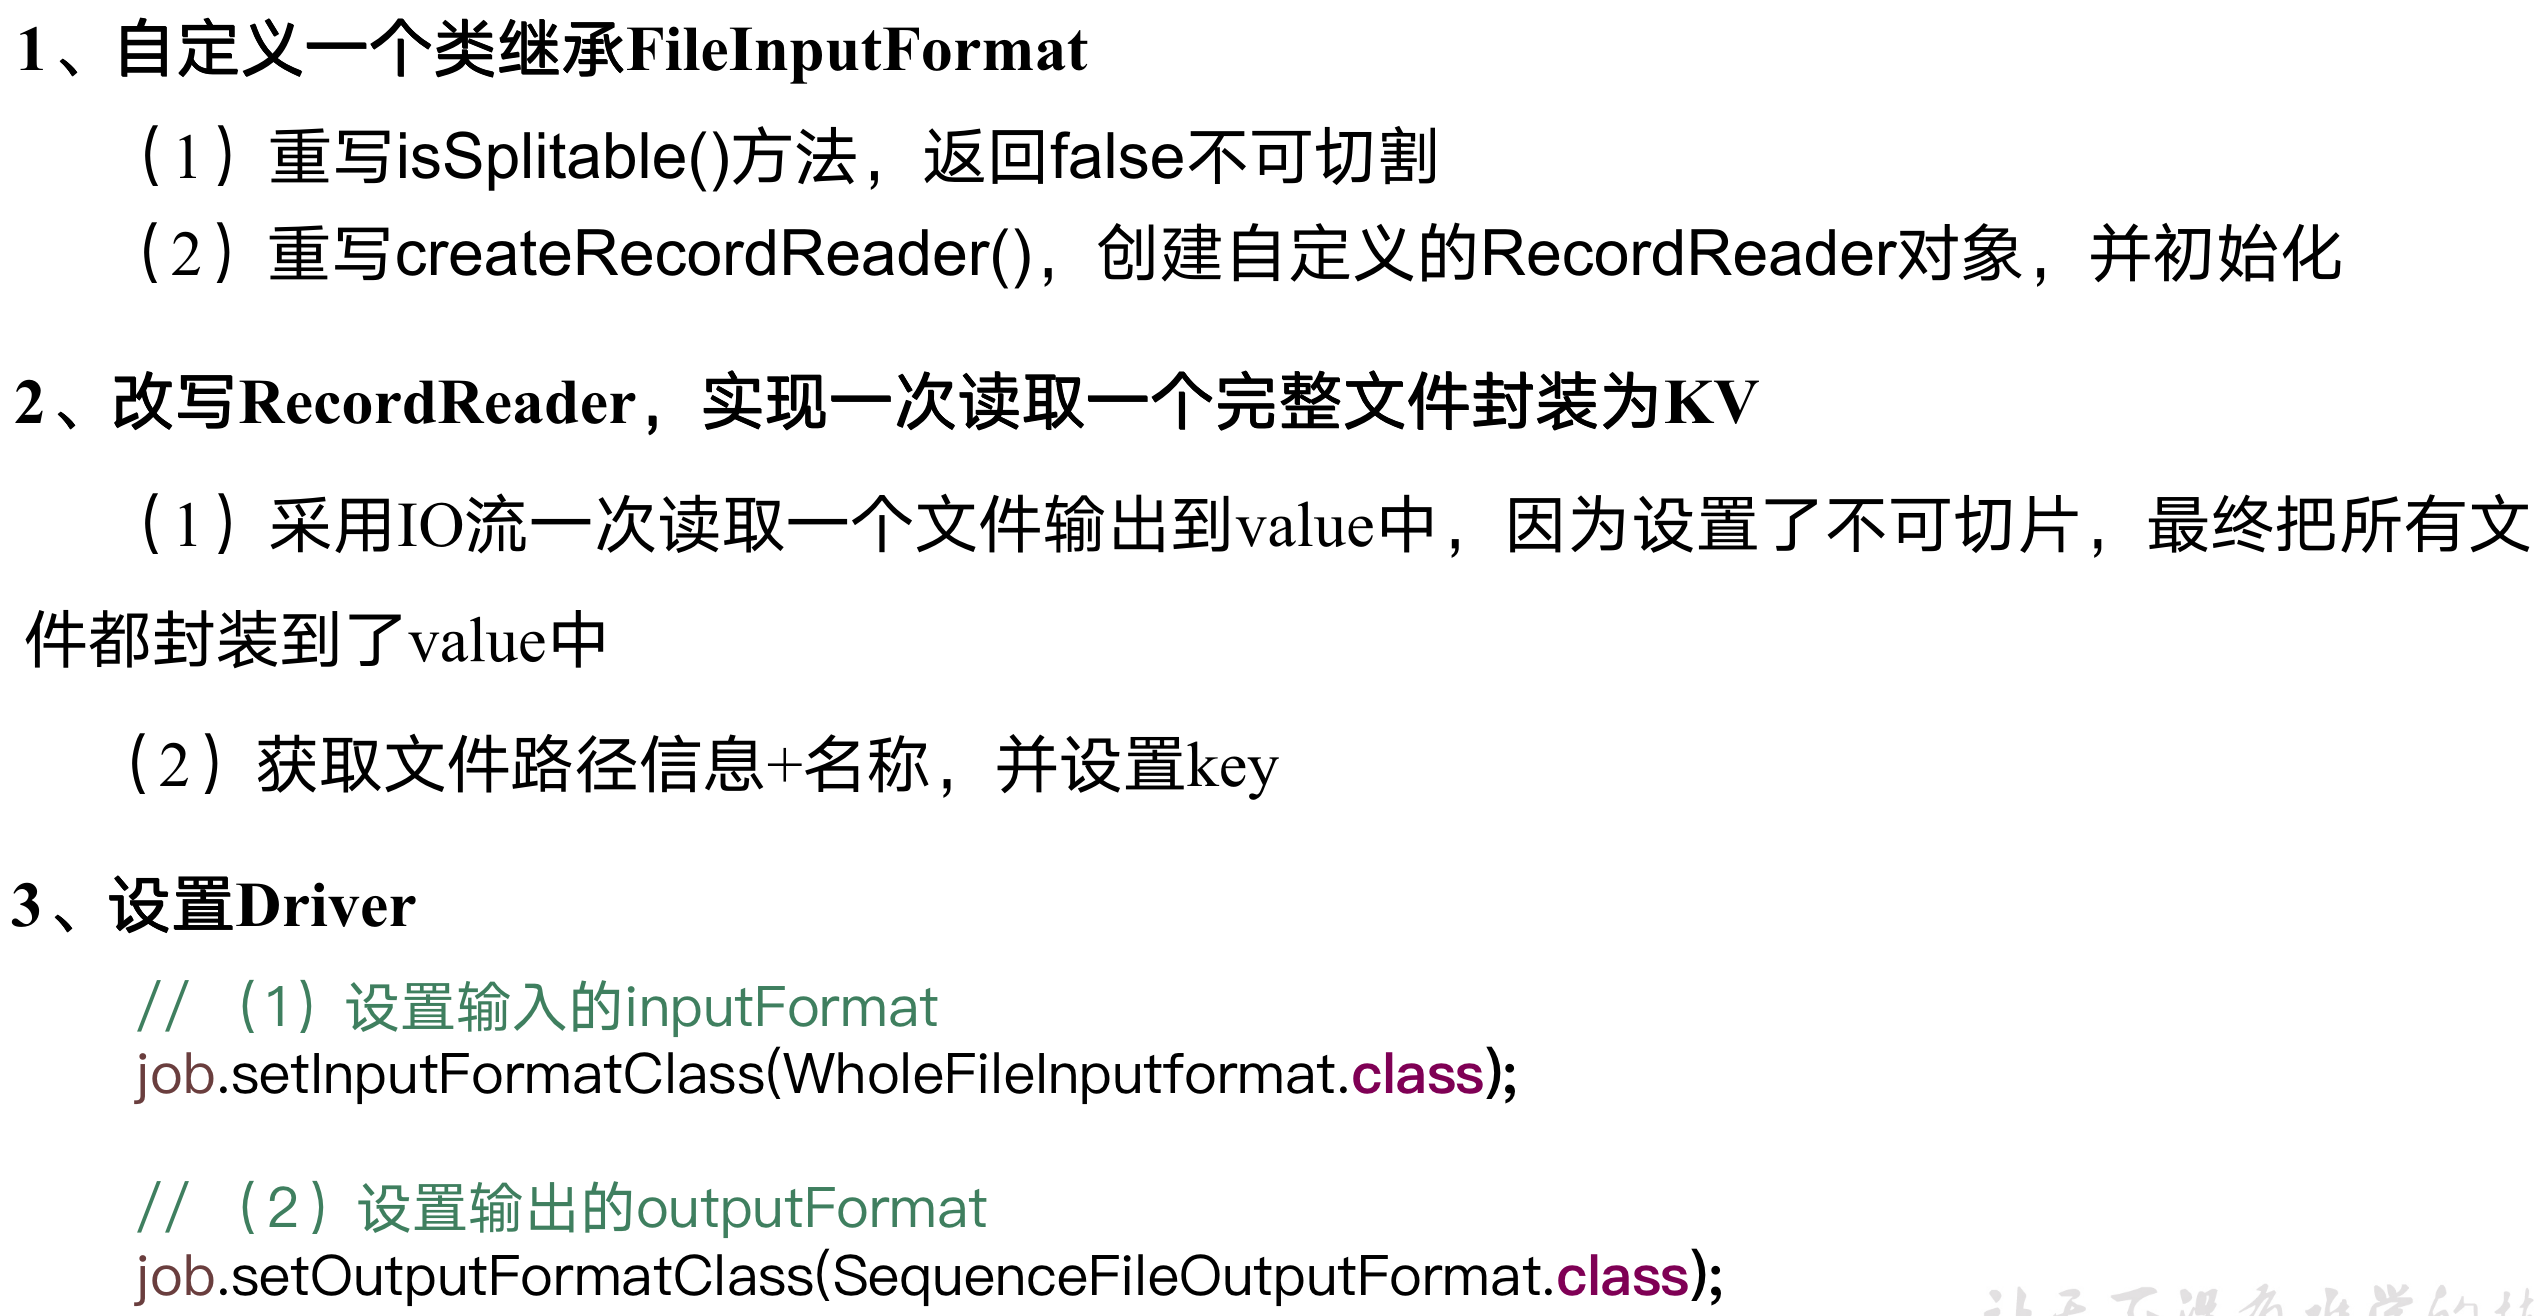 1、自定义一个类继承FileInputFormat
（1）重写isSplitable()方法，返回false不可切割
（2）重写createRecordReader()，创建自定义的RecordReader对象，并初始化
2、改写RecordReader，实现一次读取一个完整文件封装为KV
（1）采用IO流一次读取一个文件输出到value中，因为设置了不可切片，最终把所有文
件都封装到了value中
（2）获取文件路径信息+名称，并设置key
3、设置Driver
// （1）设置输入的inputFormat
job.setInputFormatClass(WholeFileInputformat.class);
// （2）设置输出的outputFormat
job.setOutputFormatClass(SequenceFileOutputFormat.class);